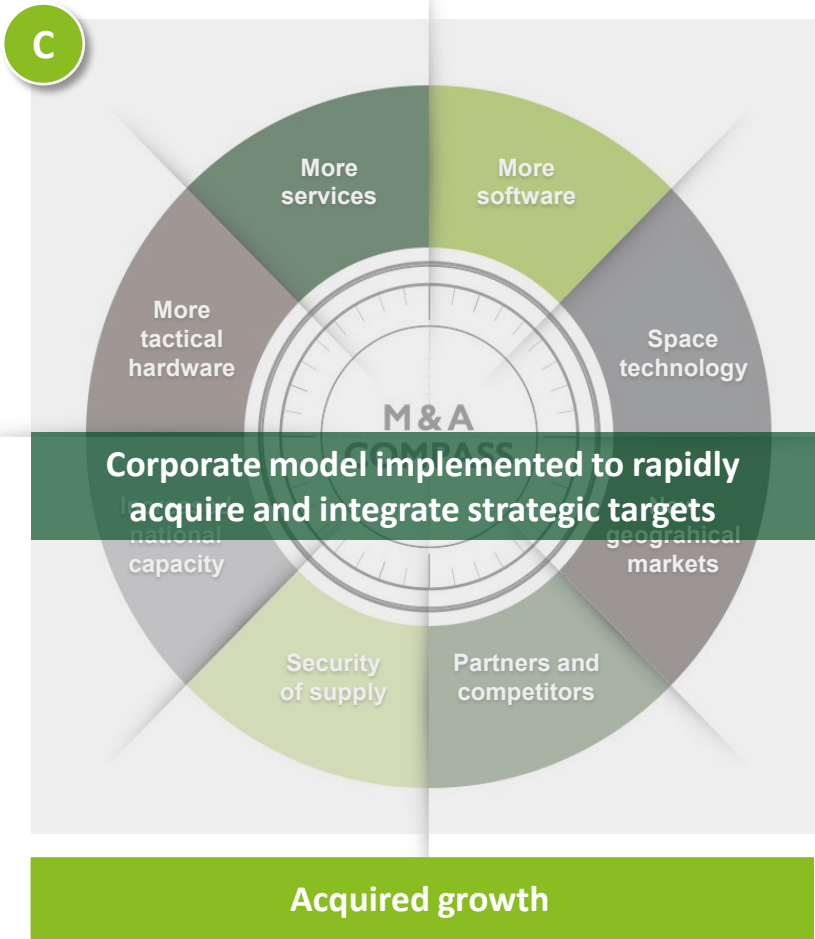 C
More
services
More
software
More
tactical
hardware
Space
technology
M & A
COMPASS
Corporate model implemented to rapidly
acquire and integrate strategic targets
national
capacity
geograhical
markets
Security
of supply
Partners and
competitors
Acquired growth